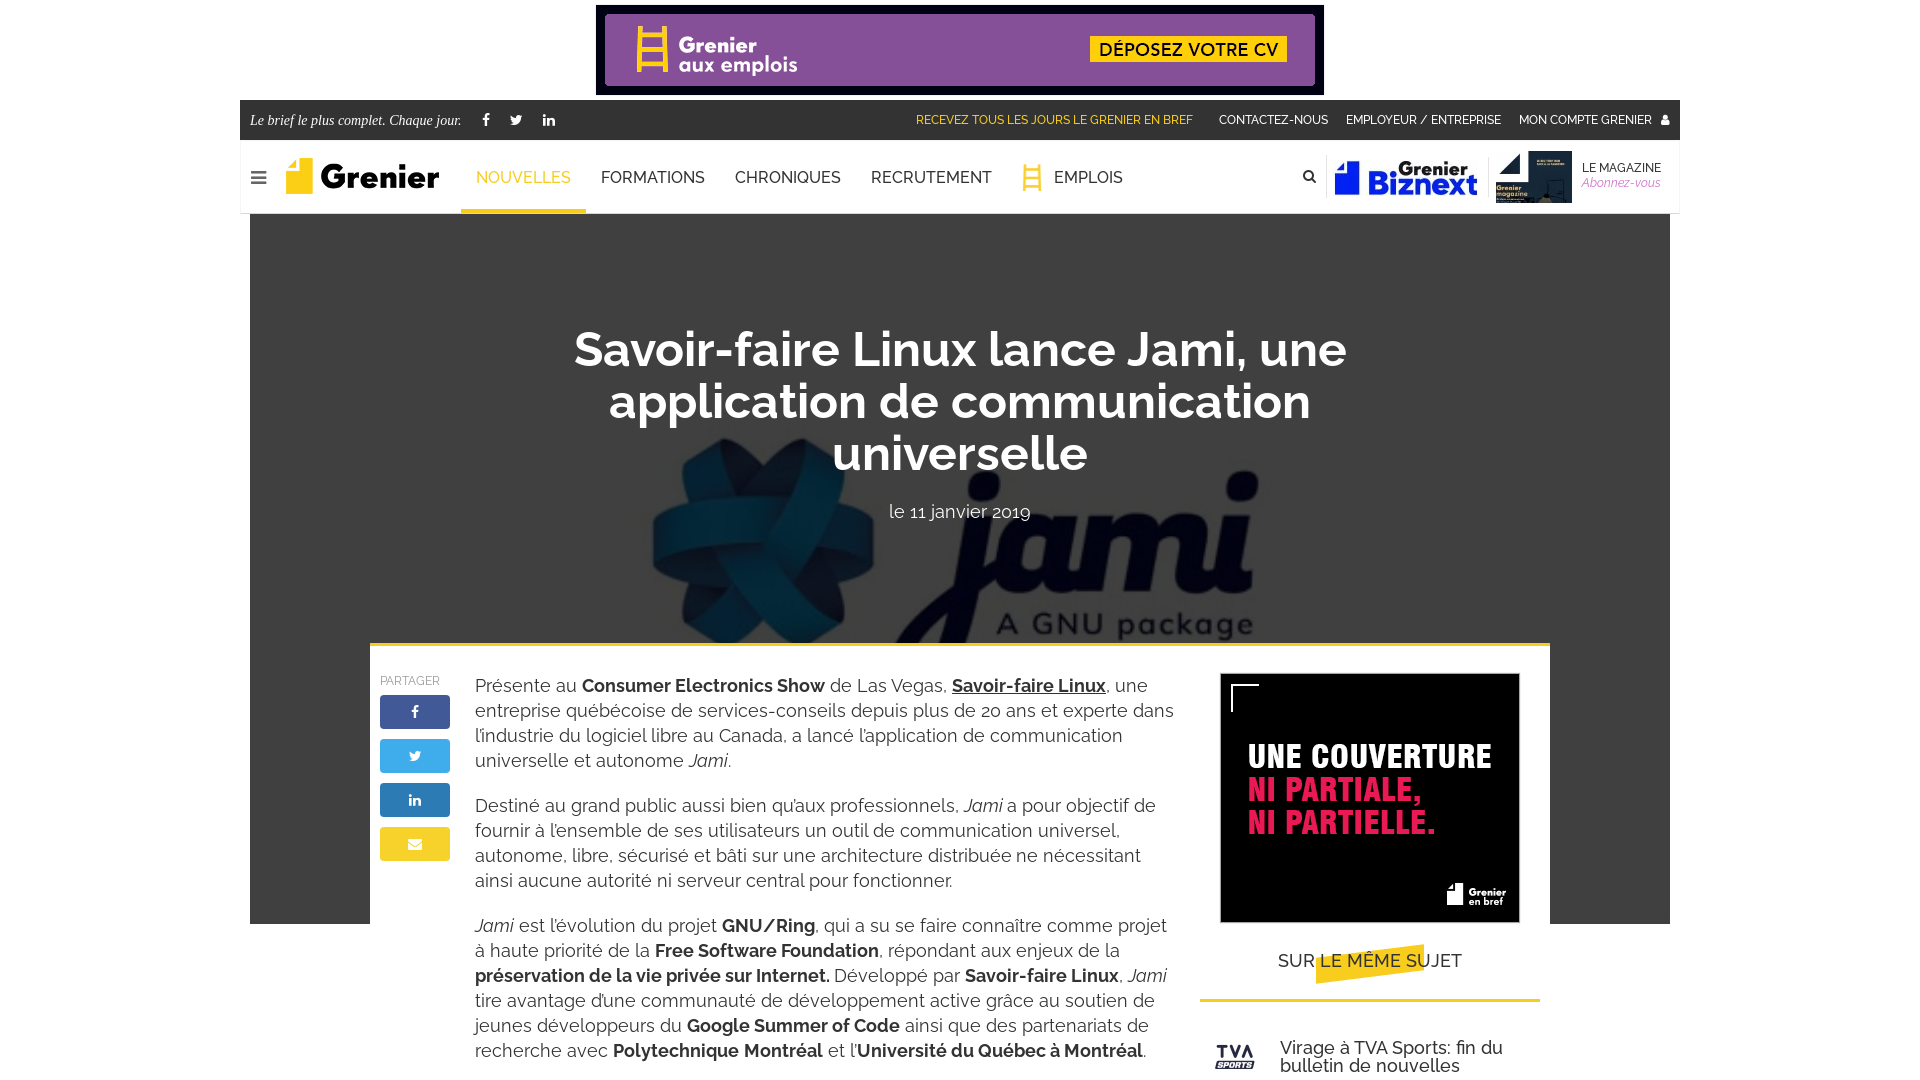 Grenier
aux emplois
DÉPOSEZ VOTRE CV
Le brief le plus complet. Chaque jour.
RECEVEZ TOUS LES JOURS LE GRENIER EN BREF
CONTACTEZ-NOUS
EMPLOYEUR / ENTREPRISE
MON COMPTE GRENIER
Grenier
NOUVELLES
FORMATIONS
CHRONIQUES
RECRUTEMENT
EMPLOIS
Grenier
Biznext
Grenier
magazine
LE MAGAZINE
Abonnez-vous
Savoir-faire Linux lance Jami, une
application de communication
universelle
le 11 janvier 2019
jami
A GNU package
PARTAGER
Présente au Consumer Electronics Show de Las Vegas, Savoir-faire Linux, une
entreprise québécoise de services-conseils depuis plus de 20 ans et experte dans
l’industrie du logiciel libre au Canada, a lancé l’application de communication
universelle et autonome Jami.
Destiné au grand public aussi bien qu’aux professionnels, Jami a pour objectif de
fournir à l’ensemble de ses utilisateurs un outil de communication universel,
autonome, libre, sécurisé et bâti sur une architecture distribuée ne nécessitant
ainsi aucune autorité ni serveur central pour fonctionner.
Jami est l’évolution du projet GNU/Ring, qui a su se faire connaître comme projet
à haute priorité de la Free Software Foundation, répondant aux enjeux de la
préservation de la vie privée sur Internet. Développé par Savoir-faire Linux, Jami
tire avantage d’une communauté de développement active grâce au soutien de
jeunes développeurs du Google Summer of Code ainsi que des partenariats de
recherche avec Polytechnique Montréal et l’Université du Québec à Montréal.
UNE COUVERTURE
NI PARTIALE,
NI PARTIELLE.
Grenier
en bref
SUR LE MÊME SUJET
TVA
SPORTS
Virage à TVA Sports: fin du
bulletin de nouvelles